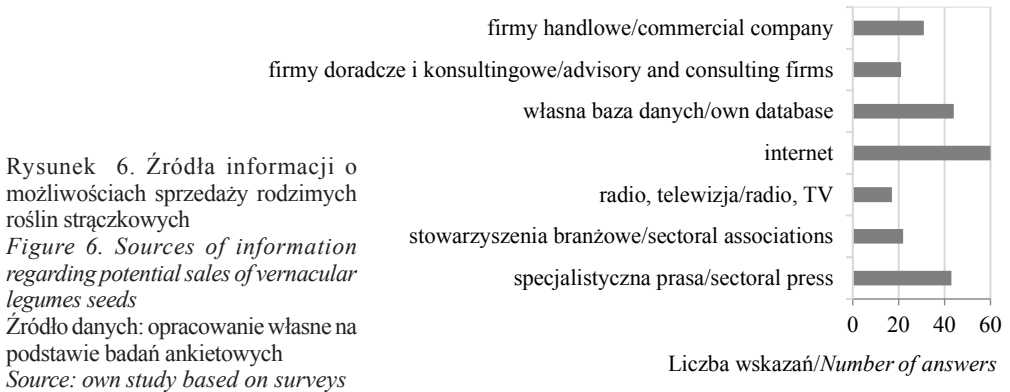 Rysunek 6. Źródła informacji o
możliwościach sprzedaży rodzimych
roślin strączkowych
Figure 6. Sources of information
regarding potential sales of vernacular
legumes seeds
Źródło danych: opracowanie własne na
podstawie badań ankietowych
Source: own study based on surveys
firmy handlowe/commercial company
firmy doradcze i konsultingowe/advisory and consulting firms
własna baza danych/own database
internet
radio, telewizja/radio, TV
stowarzyszenia branżowe/sectoral associations
specjalistyczna prasa/sectoral press
0 20 40 60
Liczba wskazań/Number of answers